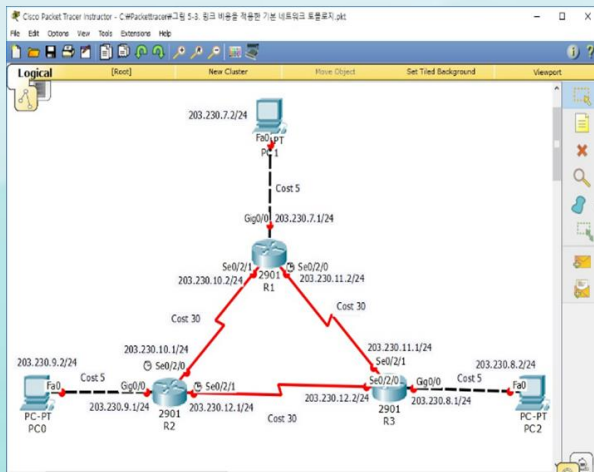 Cisco Packet Tracer Instructor - C:#Packettracer#그림 5-3. 링크 비용을 적용한 기본 네트워크 토폴로지.pkt
File Edit Options View Tools Extensions Help
Logical [Root] New Cluster Move Object Set Tiled Background Viewport
203.230.7.2/24
Fa0
PC1
Cost 5
Gig0/0 203.230.7.1/24
Se0/2/1 Se0/2/0
203.230.10.2/24 2901 203.230.11.2/24
R1
Cost 30 Cost 30
203.230.10.1/24 203.230.11.1/24
203.230.9.2/24 Se0/2/0 Se0/2/1 203.230.8.2/24
Cost 5 Cost 5
Fa0 Gig0/0 Se0/2/1 Se0/2/0 Gig0/0 Fa0
203.230.9.1/24 203.230.12.1/24 203.230.12.2/24 203.230.8.1/24
PC-PT 2901 Cost 30 2901 PC-PT
PC0 R2 R3 PC2